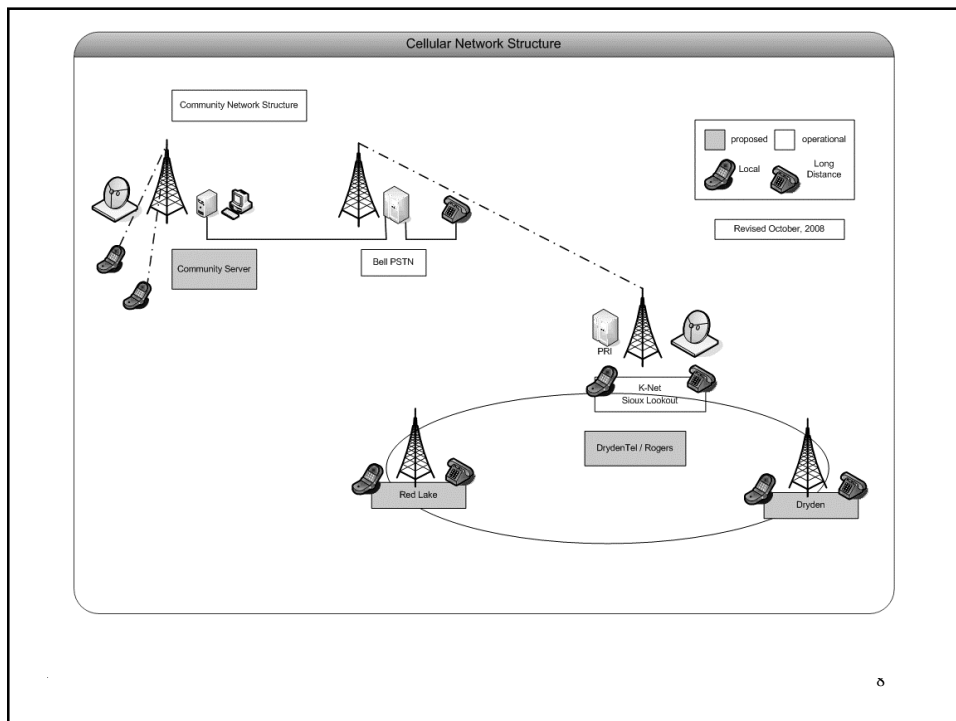 Cellular Network Structure
Community Network Structure
proposed
operational
Local
Long
Distance
Revised October, 2008
Community Server
Bell PSTN
PRI
K-Net
Sioux Lookout
DrydenTel / Rogers
Red Lake
Dryden